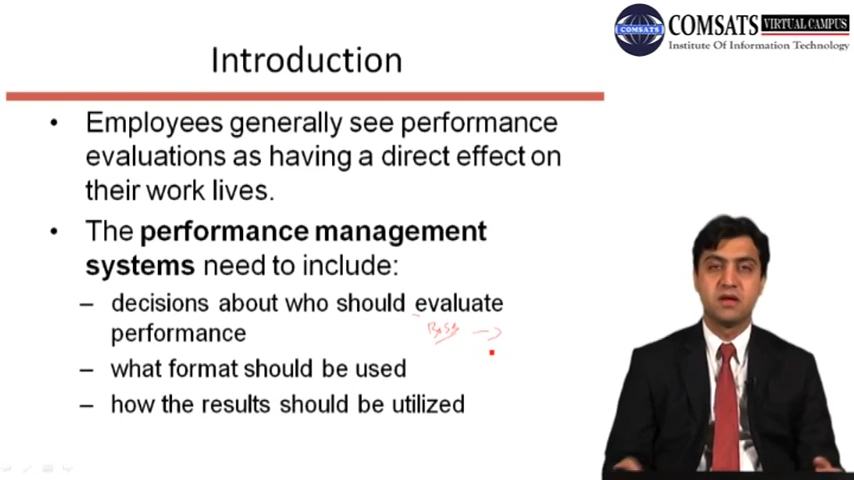 COMSATS
COMSATS VIRTUAL CAMPUS
Institute Of Information Technology
Introduction
• Employees generally see performance
evaluations as having a direct effect on
their work lives.
• The performance management
systems need to include:
– decisions about who should evaluate
performance
– what format should be used
– how the results should be utilized